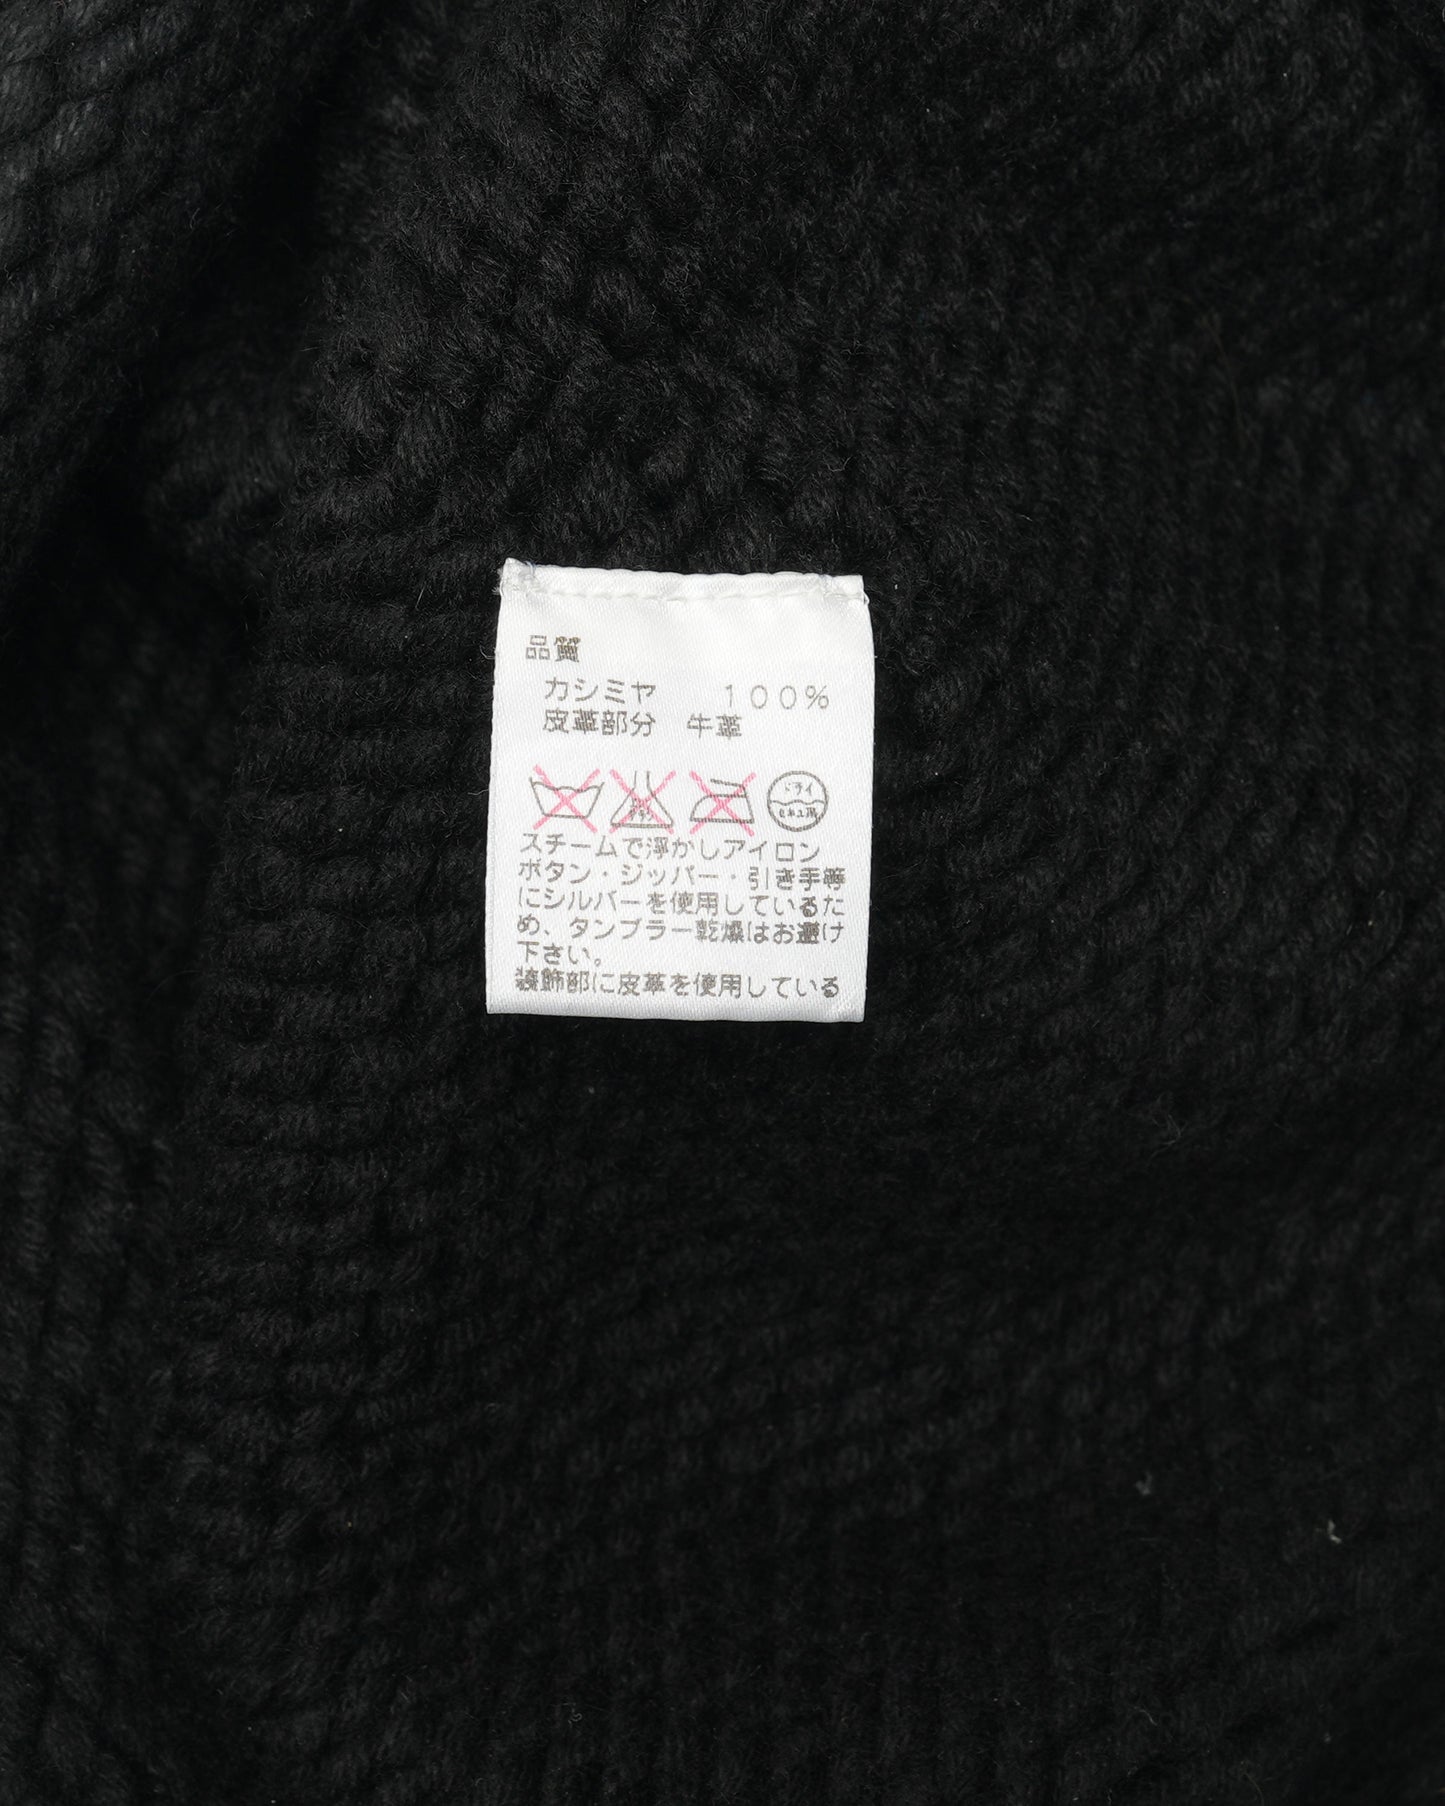 品質
カシミヤ 100%
皮革部分 牛革
ドライ
セキユ系
スチームで浮かしアイロン
ボタン・ジッパー・引き手等
にシルバーを使用しているた
め、タンブラー乾燥はお避け
下さい。
装飾部に皮革を使用している